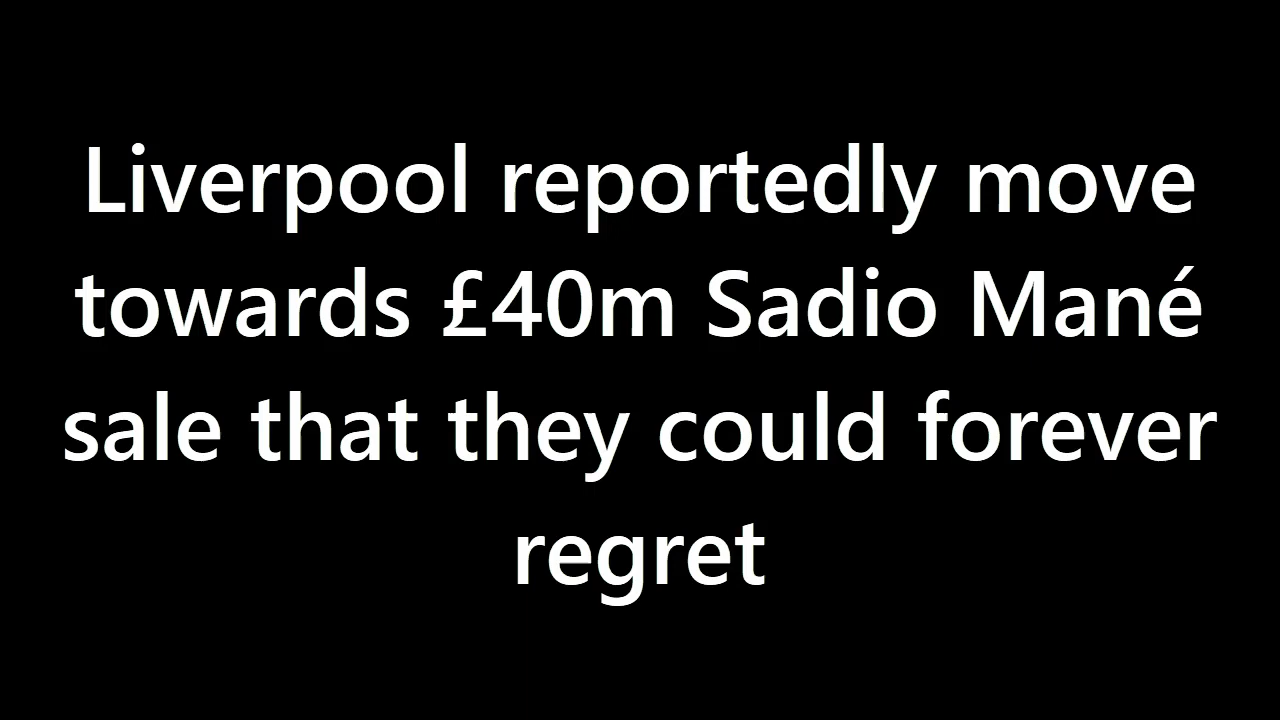 Liverpool reportedly move
towards £40m Sadio Mané
sale that they could forever
regret